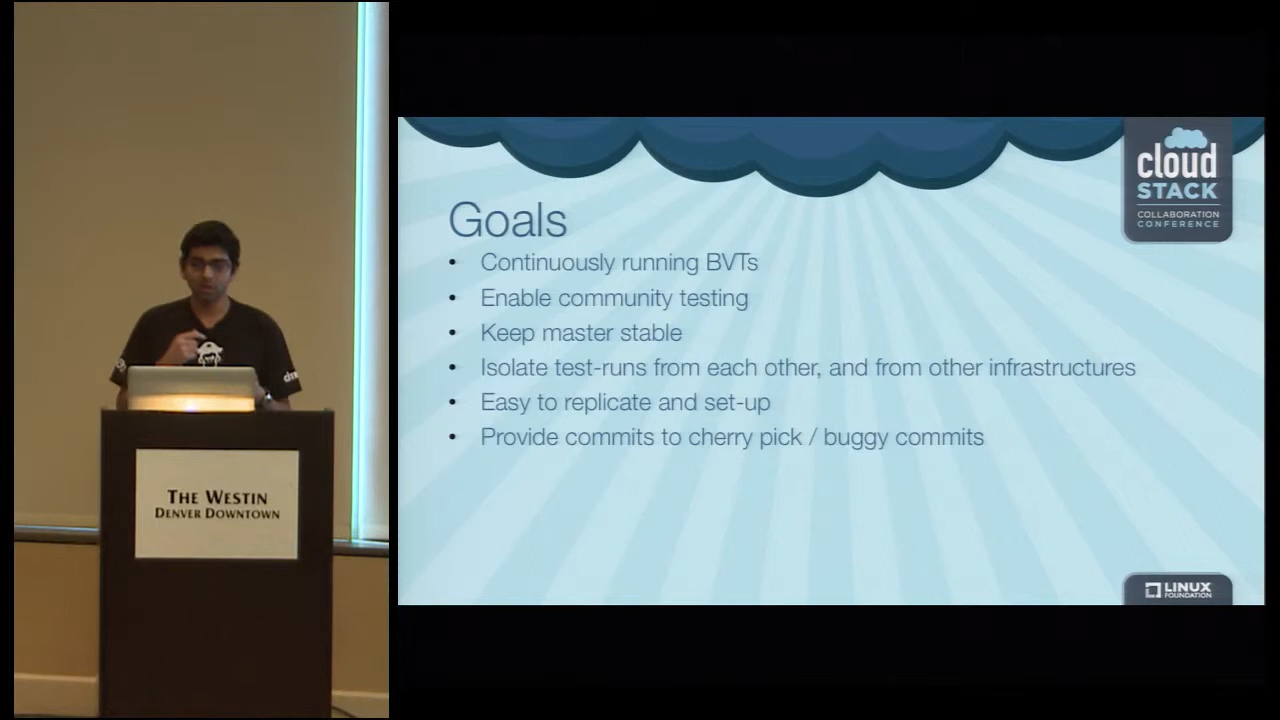 THE WESTIN
DENVER DOWNTOWN
cloud
STACK
COLLABORATION
CONFERENCE
Goals
• Continuously running BVTs
• Enable community testing
• Keep master stable
• Isolate test-runs from each other, and from other infrastructures
• Easy to replicate and set-up
• Provide commits to cherry pick / buggy commits
LINUX
FOUNDATION